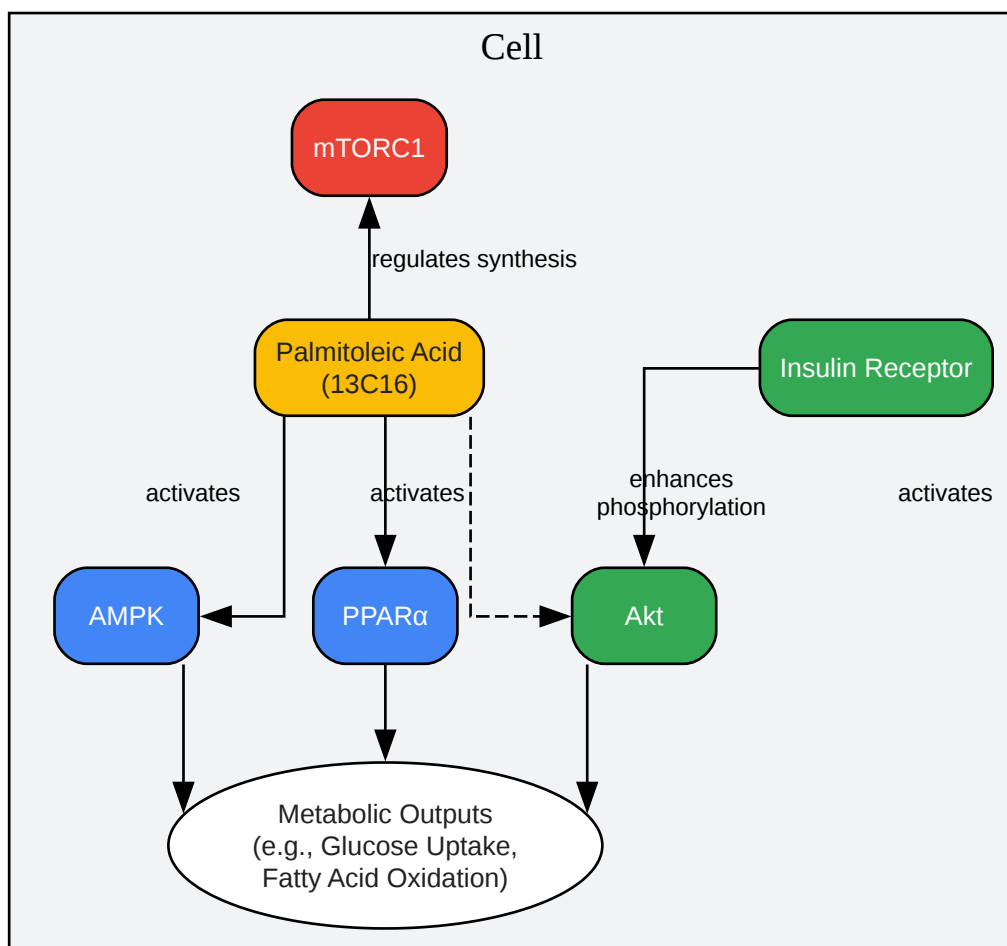 Cell
mTORC1
regulates synthesis
Palmitoleic Acid
(13C16)
Insulin Receptor
activates
activates
enhances
phosphorylation
activates
AMPK
PPARα
Akt
Metabolic Outputs
(e.g., Glucose Uptake,
Fatty Acid Oxidation)